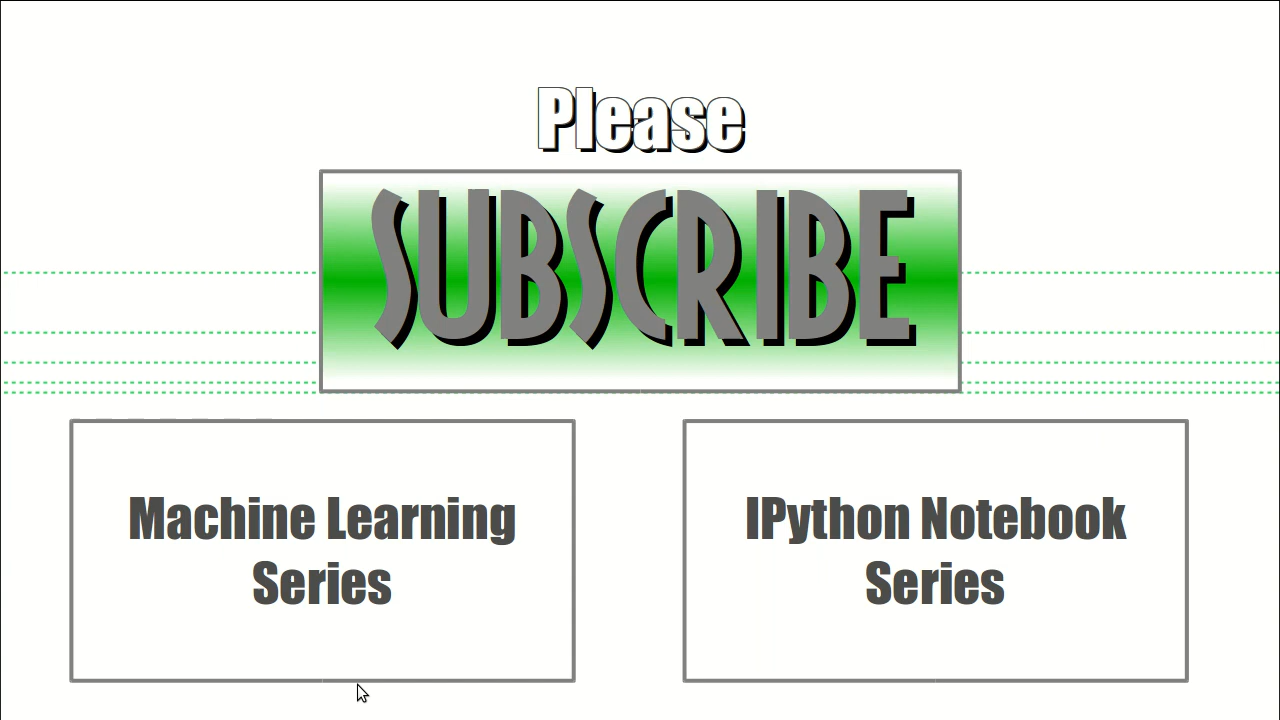 Please
SUBSCRIBE
Machine Learning
Series
IPython Notebook
Series